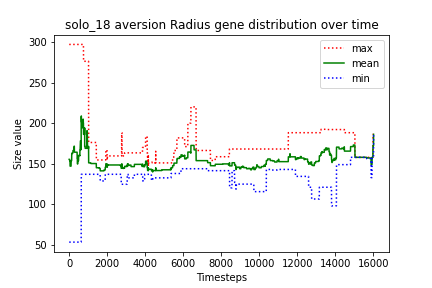 solo_18 aversion Radius gene distribution over time
max
mean
min
Size value
300
250
200
150
100
50
0 2000 4000 6000 8000 10000 12000 14000 16000
Timesteps